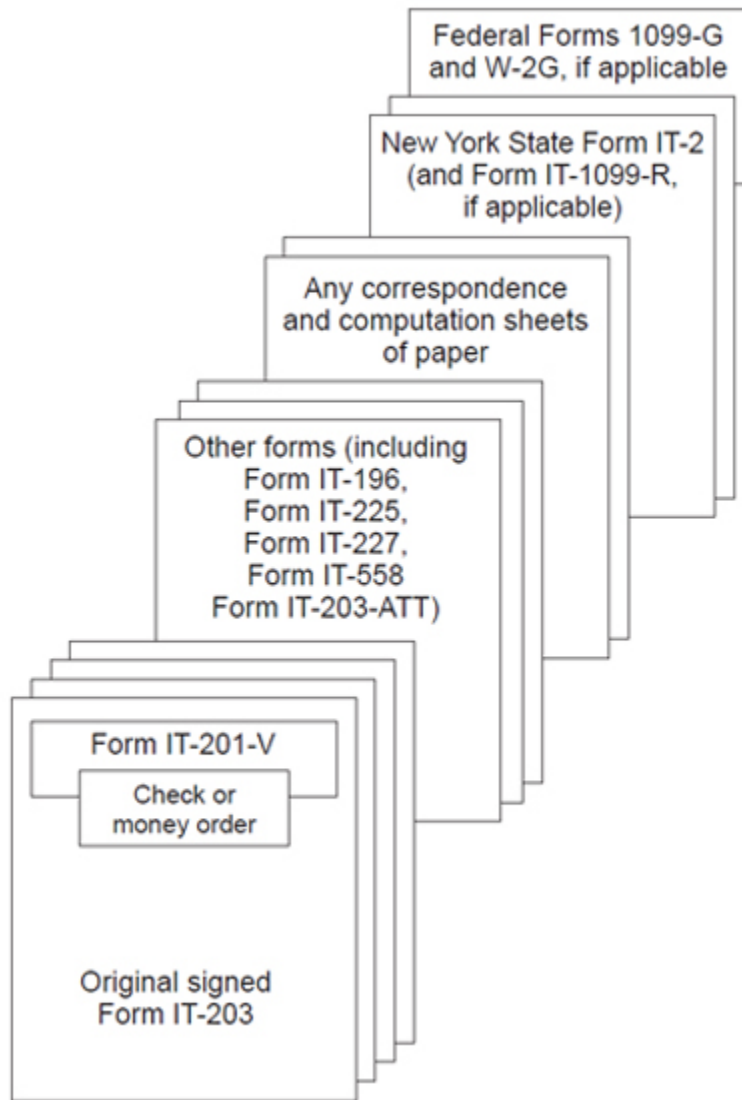 Federal Forms 1099-G
and W-2G, if applicable
New York State Form IT-2
(and Form IT-1099-R,
if applicable)
Any correspondence
and computation sheets
of paper
Other forms (including
Form IT-196,
Form IT-225,
Form IT-227,
Form IT-558
Form IT-203-ATT)
Form IT-201-V
Check or
money order
Original signed
Form IT-203